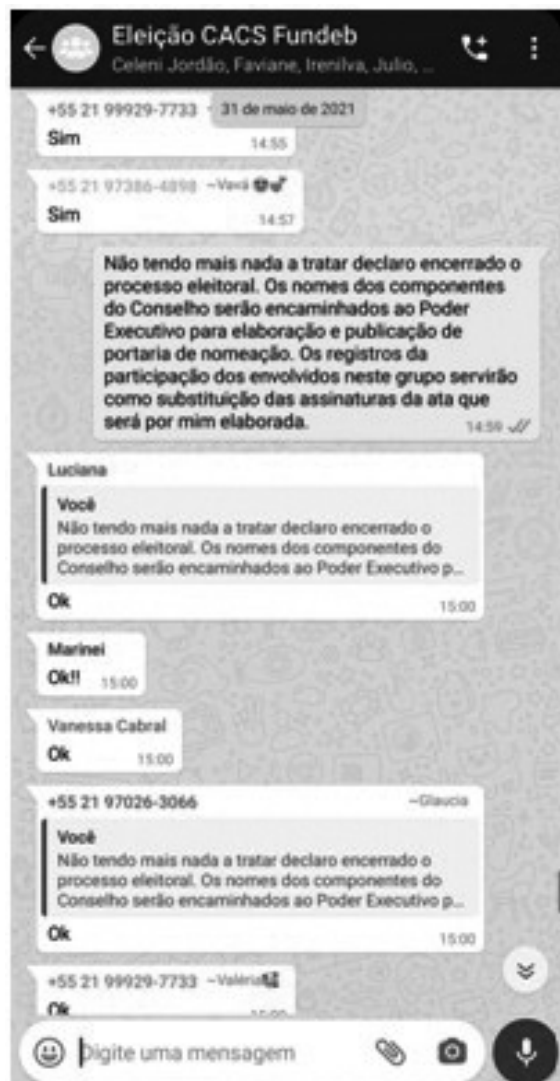 Eleição CACS Fundeb
Celeni Jordão, Faviane, Irenilva, Julio, ...
+55 21 99929-7733 ~
31 de maio de 2021
Sim
14:55
+55 21 97386-4898 ~Vavá
Sim
14:57
Não tendo mais nada a tratar declaro encerrado o
processo eleitoral. Os nomes dos componentes
do Conselho serão encaminhados ao Poder
Executivo para elaboração e publicação de
portaria de nomeação. Os registros da
participação dos envolvidos neste grupo servirão
como substituição das assinaturas da ata que
será por mim elaborada.
14:59
Luciana
Você
Não tendo mais nada a tratar declaro encerrado o
processo eleitoral. Os nomes dos componentes do
Conselho serão encaminhados ao Poder Executivo p...
Ok
15:00
Marinei
Ok!!
15:00
Vanessa Cabral
Ok
15:00
+55 21 97026-3066 ~Glaucia
Você
Não tendo mais nada a tratar declaro encerrado o
processo eleitoral. Os nomes dos componentes do
Conselho serão encaminhados ao Poder Executivo p...
Ok
15:00
+55 21 99929-7733 ~Valéria
Ok
15:00
Digite uma mensagem